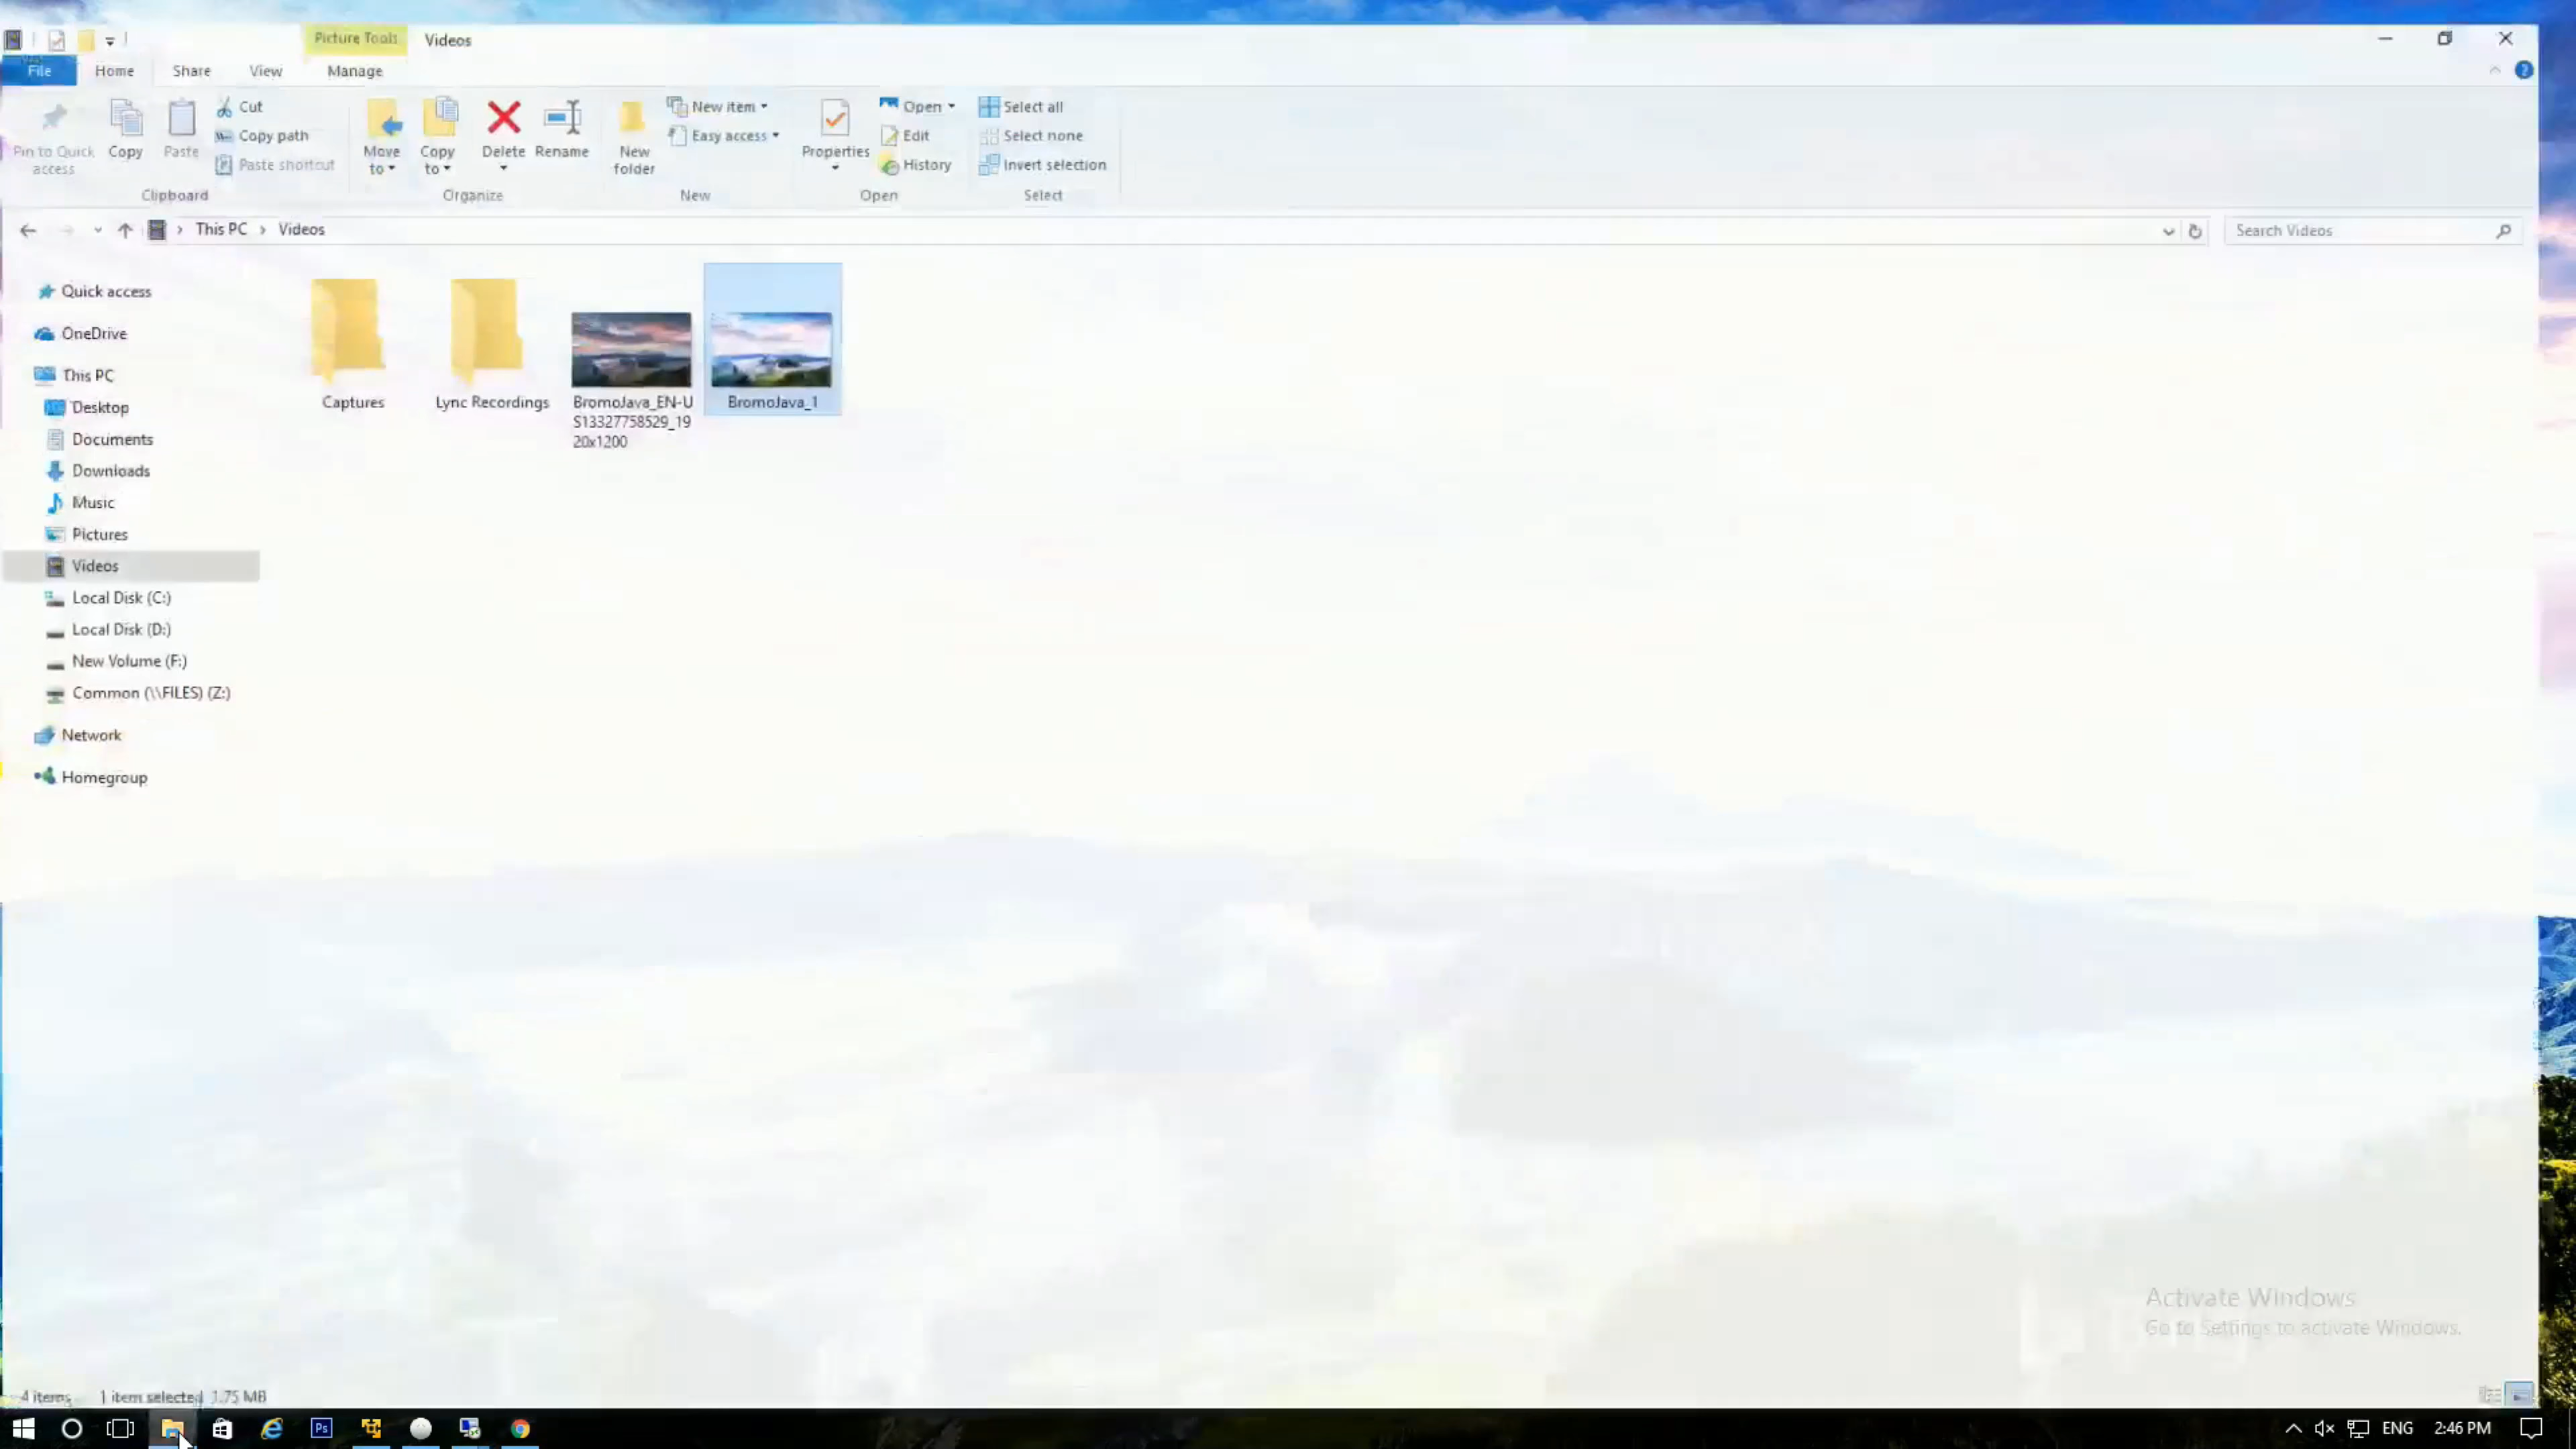 Picture Tools Videos
File Home Share View Manage
Pin to Quick access
Copy
Paste
Cut
Copy path
Paste shortcut
Clipboard
Move to
Copy to
Delete
Rename
Organize
New folder
New item
Easy access
New
Properties
Open
Edit
History
Open
Select all
Select none
Invert selection
Select
This PC > Videos
Search Videos
Quick access
OneDrive
This PC
Desktop
Documents
Downloads
Music
Pictures
Videos
Local Disk (C:)
Local Disk (D:)
New Volume (F:)
Common (\\FILES) (Z:)
Network
Homegroup
Captures
Lync Recordings
BromoJava_EN-U
S13327758529_19
20x1200
BromoJava_1
Activate Windows
Go to Settings to activate Windows.
4 items 1 item selected 1.75 MB
Ps
ENG 2:46 PM